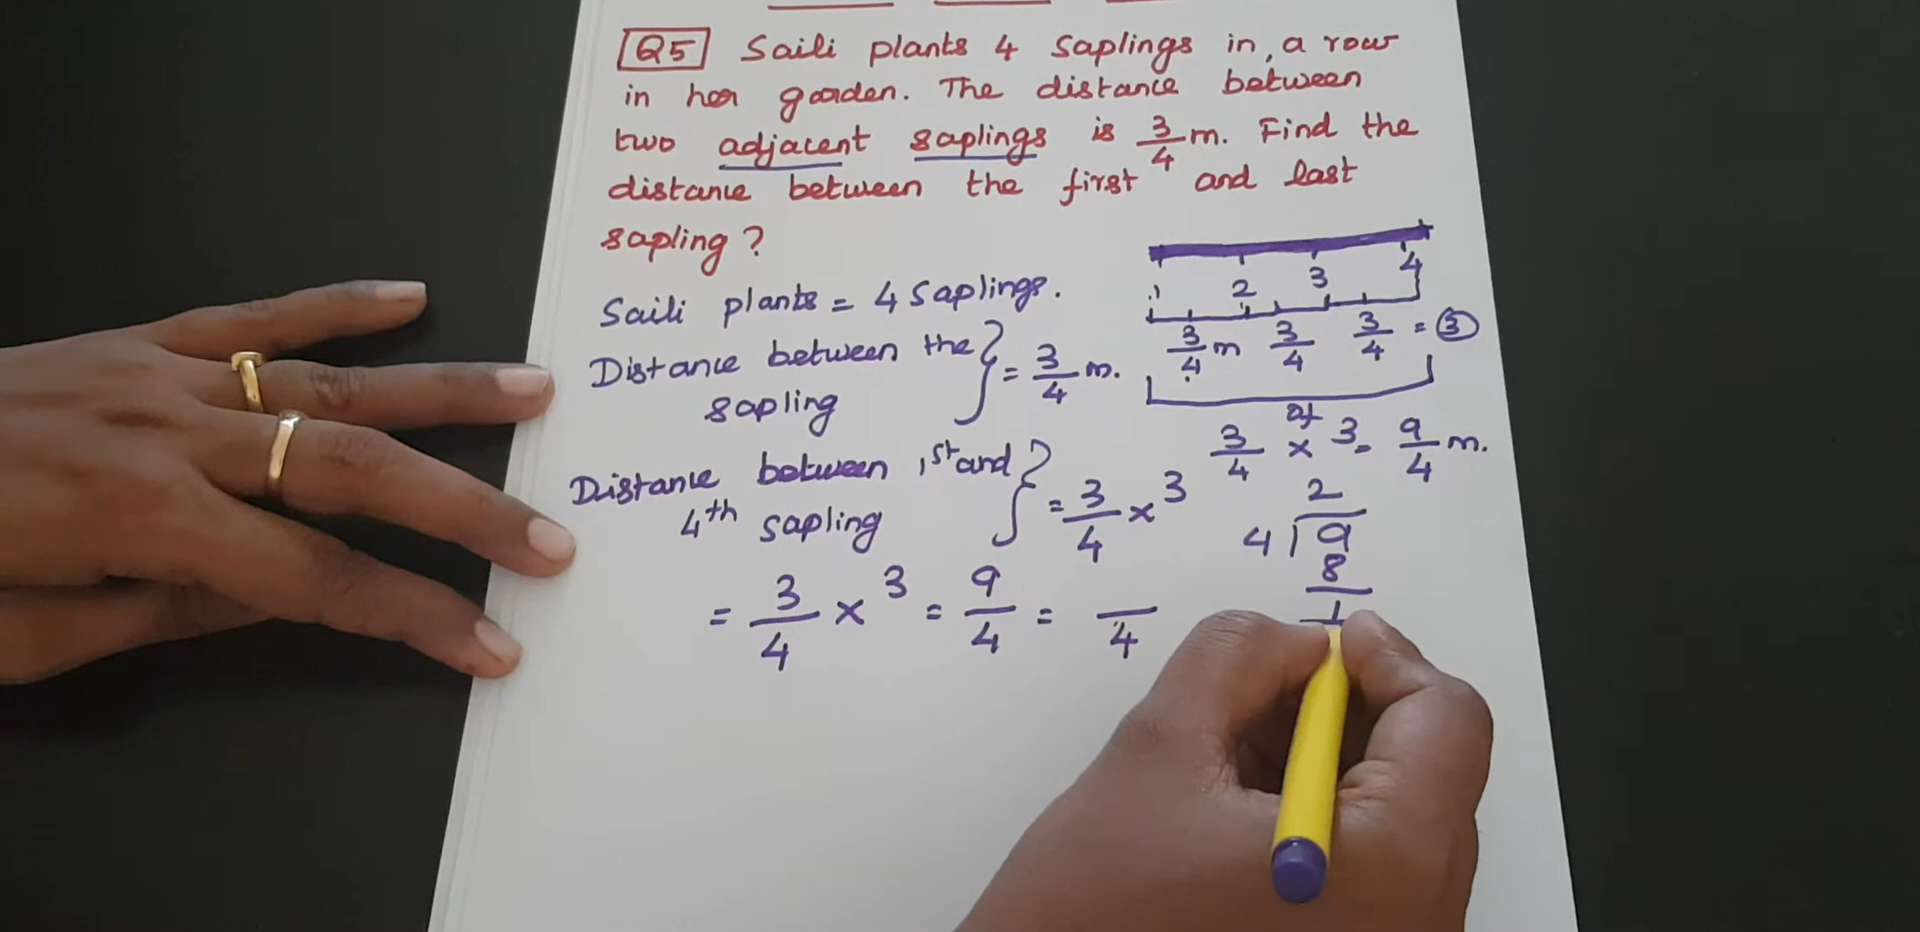 Q5 Saili plants 4 saplings in a row
in her garden. The distance between
two adjacent saplings is 3/4 m. Find the
distance between the first and last
sapling?
1 2 3 4
3/4 m 3/4 3/4 = 3
Saili plants = 4 saplings.
Distance between the
sapling } = 3/4 m.
of
3/4 × 3 = 9/4 m.
Distance between 1st and
4th sapling } = 3/4 × 3
= 3/4 × 3 = 9/4 = /4
2
4 ) 9
8
1